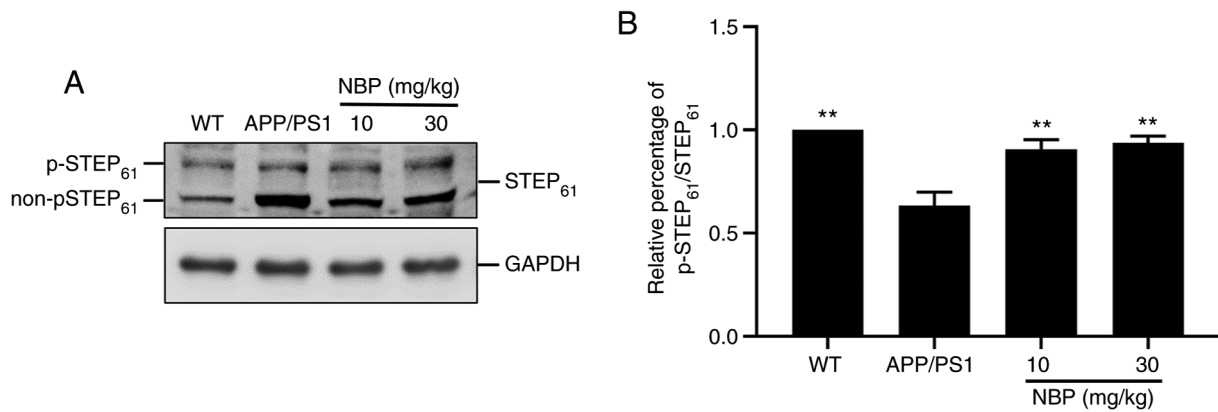 A
NBP (mg/kg)
WT APP/PS1 10 30
p-STEP61
non-pSTEP61
STEP61
GAPDH
B
Relative percentage of
p-STEP61/STEP61
1.5
1.0
0.5
0.0
** ** **
WT APP/PS1 10 30
NBP (mg/kg)